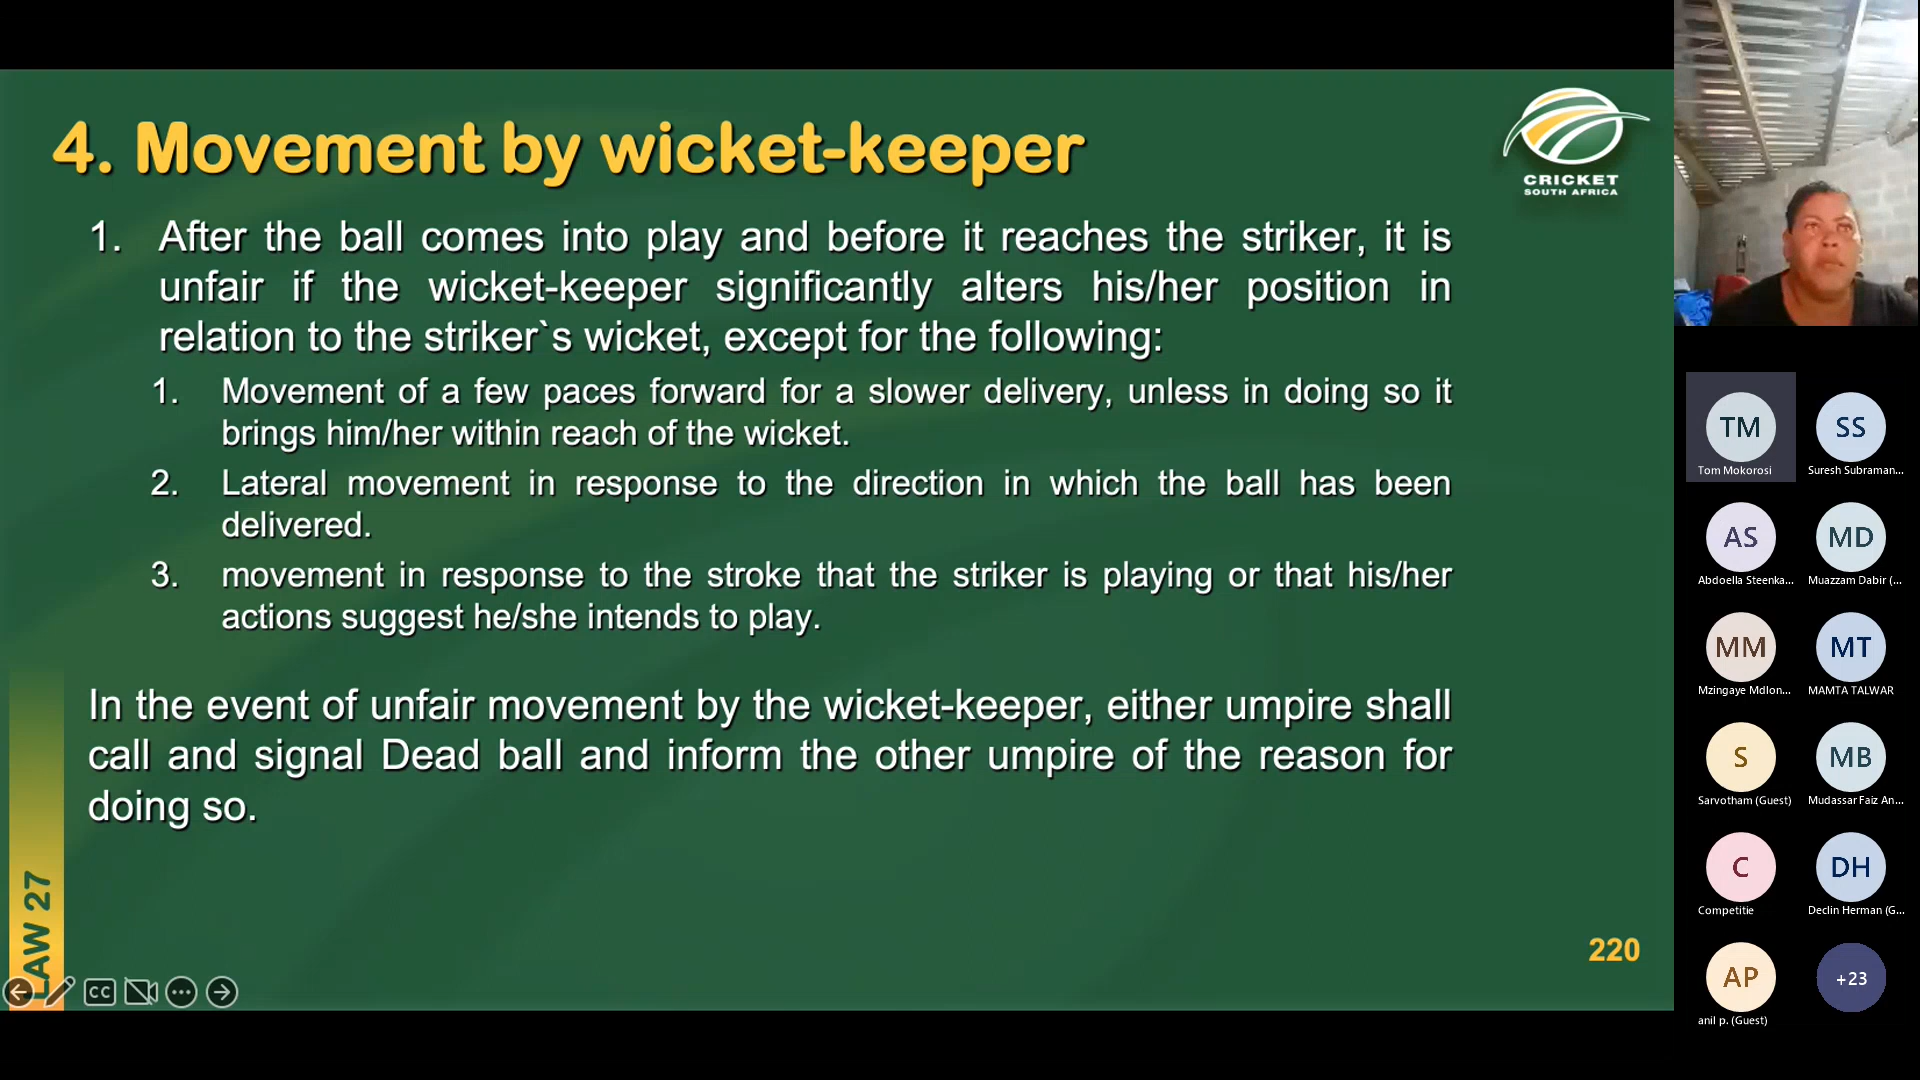 4. Movement by wicket-keeper
CRICKET
SOUTH AFRICA
1. After the ball comes into play and before it reaches the striker, it is
unfair if the wicket-keeper significantly alters his/her position in
relation to the striker`s wicket, except for the following:
1. Movement of a few paces forward for a slower delivery, unless in doing so it
brings him/her within reach of the wicket.
2. Lateral movement in response to the direction in which the ball has been
delivered.
3. movement in response to the stroke that the striker is playing or that his/her
actions suggest he/she intends to play.
In the event of unfair movement by the wicket-keeper, either umpire shall
call and signal Dead ball and inform the other umpire of the reason for
doing so.
LAW 27
220
CC
TM
Tom Mokorosi
SS
Suresh Subraman...
AS
Abdoella Steenka...
MD
Muazzam Dabir (...
MM
Mzingaye Mdlon...
MT
MAMTA TALWAR
S
Sarvotham (Guest)
MB
Mudassar Faiz An...
C
Competitie
DH
Declin Herman (G...
AP
anil p. (Guest)
+23